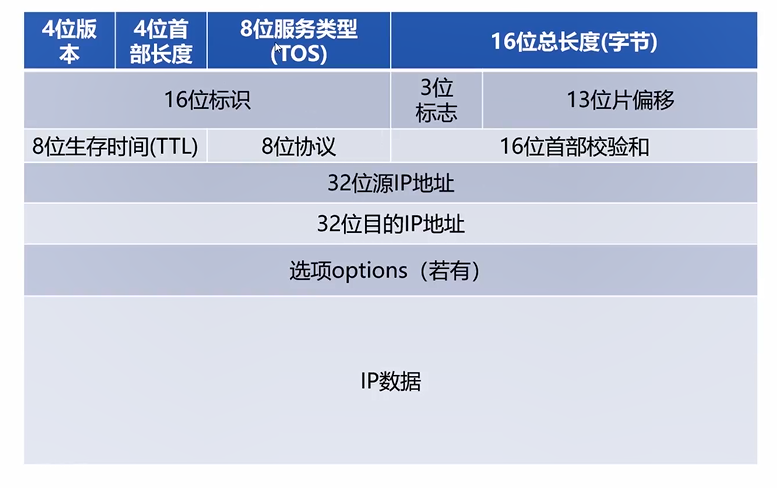 4位版
本
4位首
部长度
8位服务类型
(TOS)
16位总长度(字节)
16位标识
3位
标志
13位片偏移
8位生存时间(TTL)
8位协议
16位首部校验和
32位源IP地址
32位目的IP地址
选项options（若有）
IP数据